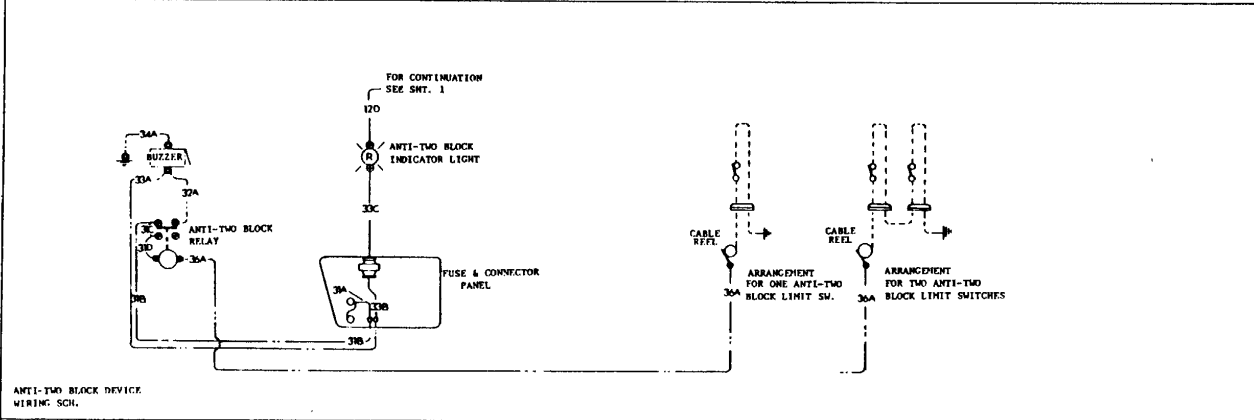 FOR CONTINUATION
SEE SHT. 1
12D
34A
BUZZER
33A
32A
ANTI-TWO BLOCK
INDICATOR LIGHT
R
33C
31C
31D
ANTI-TWO BLOCK
RELAY
36A
31B
FUSE & CONNECTOR
PANEL
31A
33B
31B
CABLE
REEL
36A
ARRANGEMENT
FOR ONE ANTI-TWO
BLOCK LIMIT SW.
CABLE
REEL
36A
ARRANGEMENT
FOR TWO ANTI-TWO
BLOCK LIMIT SWITCHES
ANTI-TWO BLOCK DEVICE
WIRING SCH.